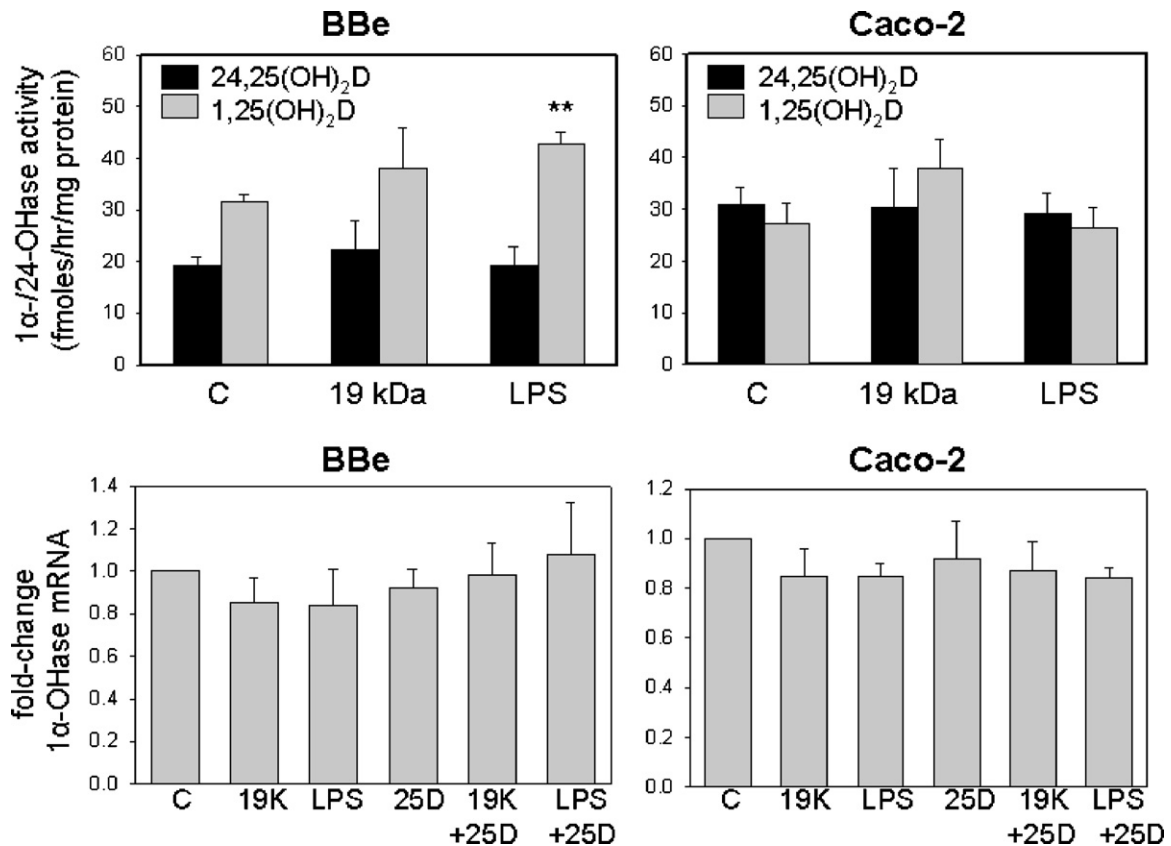 BBe
Caco-2
1α-/24-OHase activity
(fmoles/hr/mg protein)
60
50
40
30
20
10
0
24,25(OH)₂D
1,25(OH)₂D
**
C
19 kDa
LPS
60
50
40
30
20
10
0
24,25(OH)₂D
1,25(OH)₂D
C
19 kDa
LPS
BBe
Caco-2
fold-change
1α-OHase mRNA
1.4
1.2
1.0
0.8
0.6
0.4
0.2
0.0
C
19K
LPS
25D
19K
+25D
LPS
+25D
1.2
1.0
0.8
0.6
0.4
0.2
0.0
C
19K
LPS
25D
19K
+25D
LPS
+25D